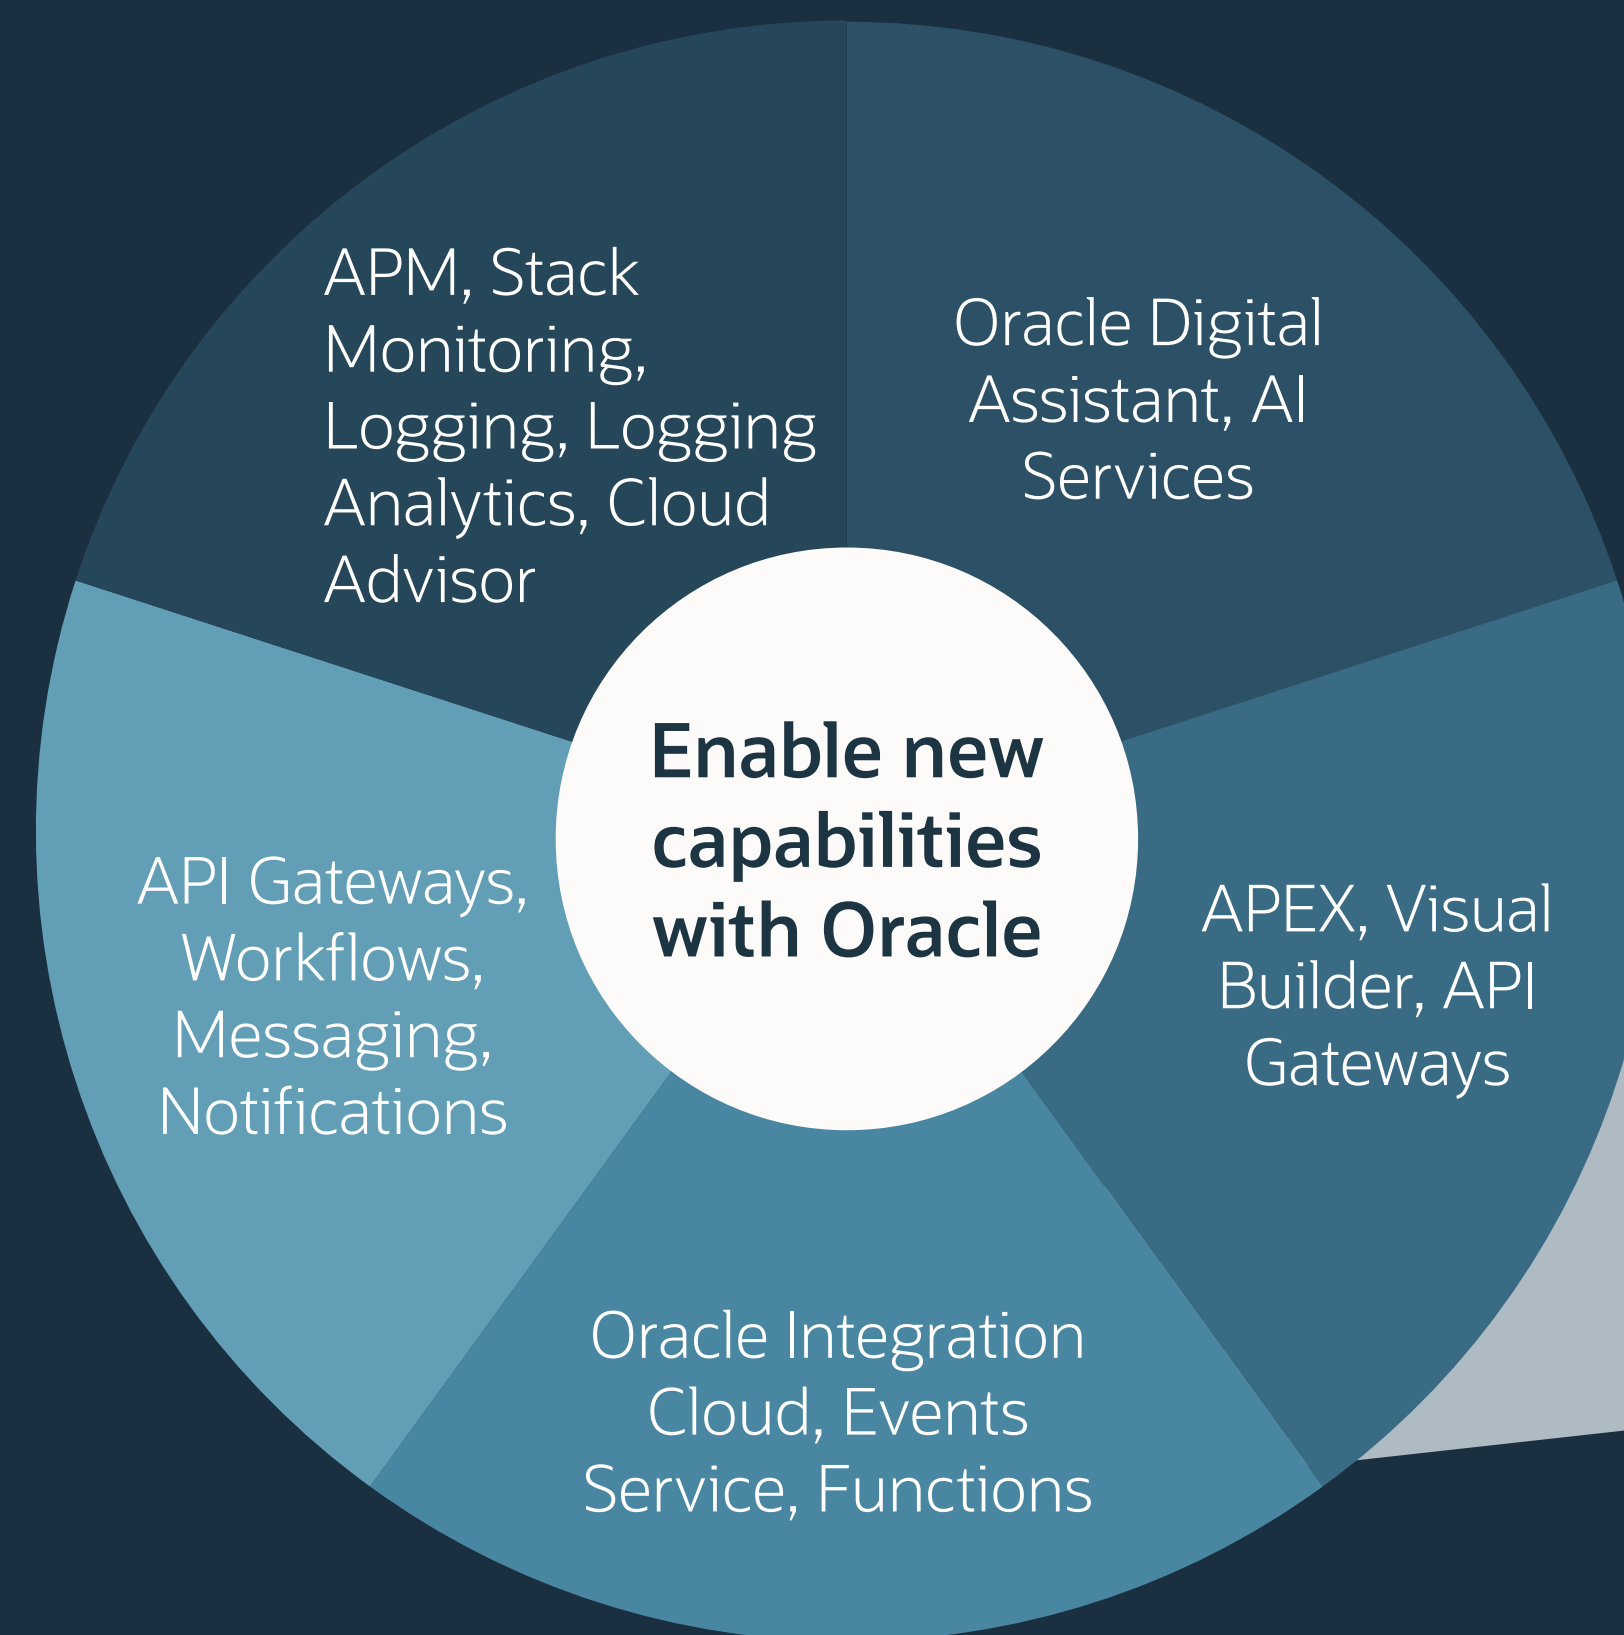 APM, Stack
Monitoring,
Logging, Logging
Analytics, Cloud
Advisor
Oracle Digital
Assistant, AI
Services
Enable new
capabilities
with Oracle
API Gateways,
Workflows,
Messaging,
Notifications
APEX, Visual
Builder, API
Gateways
Oracle Integration
Cloud, Events
Service, Functions